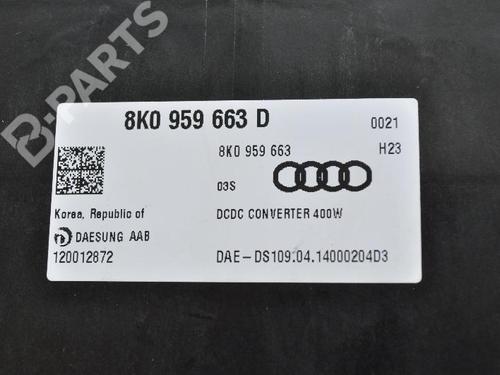 B-PARTS
8K0 959 663 D
0021
8K0 959 663
H23
03S
Korea, Republic of
DCDC CONVERTER 400W
DAESUNG AAB
120012872
DAE-DS109.04.14000204D3